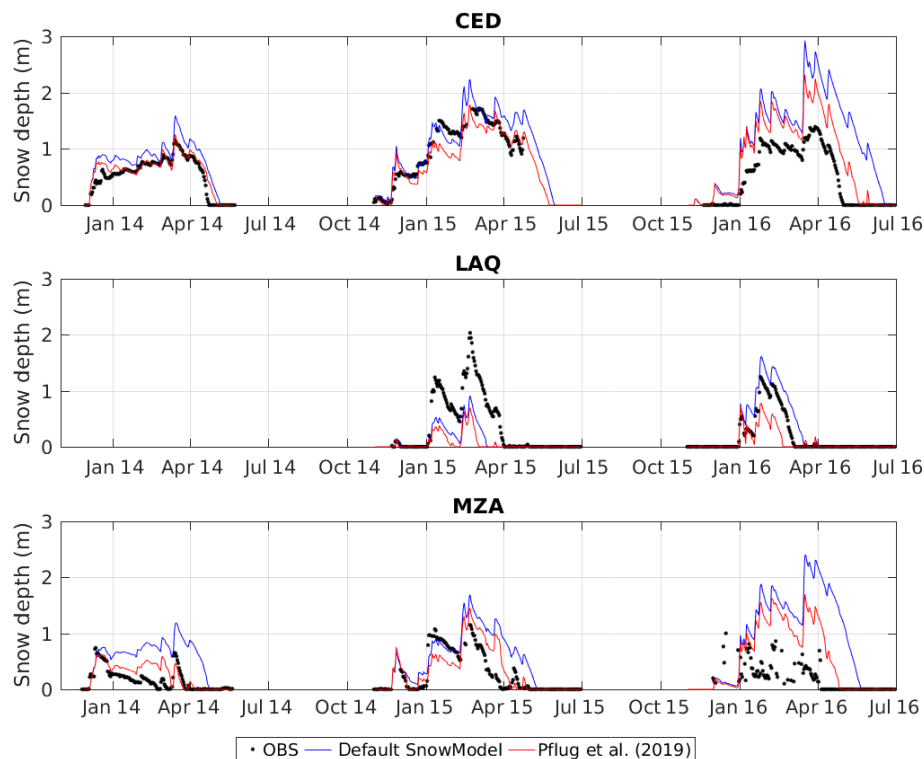 CED
Snow depth (m)
3
2
1
0
Jan 14 Apr 14 Jul 14 Oct 14 Jan 15 Apr 15 Jul 15 Oct 15 Jan 16 Apr 16 Jul 16
LAQ
Snow depth (m)
3
2
1
0
Jan 14 Apr 14 Jul 14 Oct 14 Jan 15 Apr 15 Jul 15 Oct 15 Jan 16 Apr 16 Jul 16
MZA
Snow depth (m)
3
2
1
0
Jan 14 Apr 14 Jul 14 Oct 14 Jan 15 Apr 15 Jul 15 Oct 15 Jan 16 Apr 16 Jul 16
OBS Default SnowModel Pflug et al. (2019)